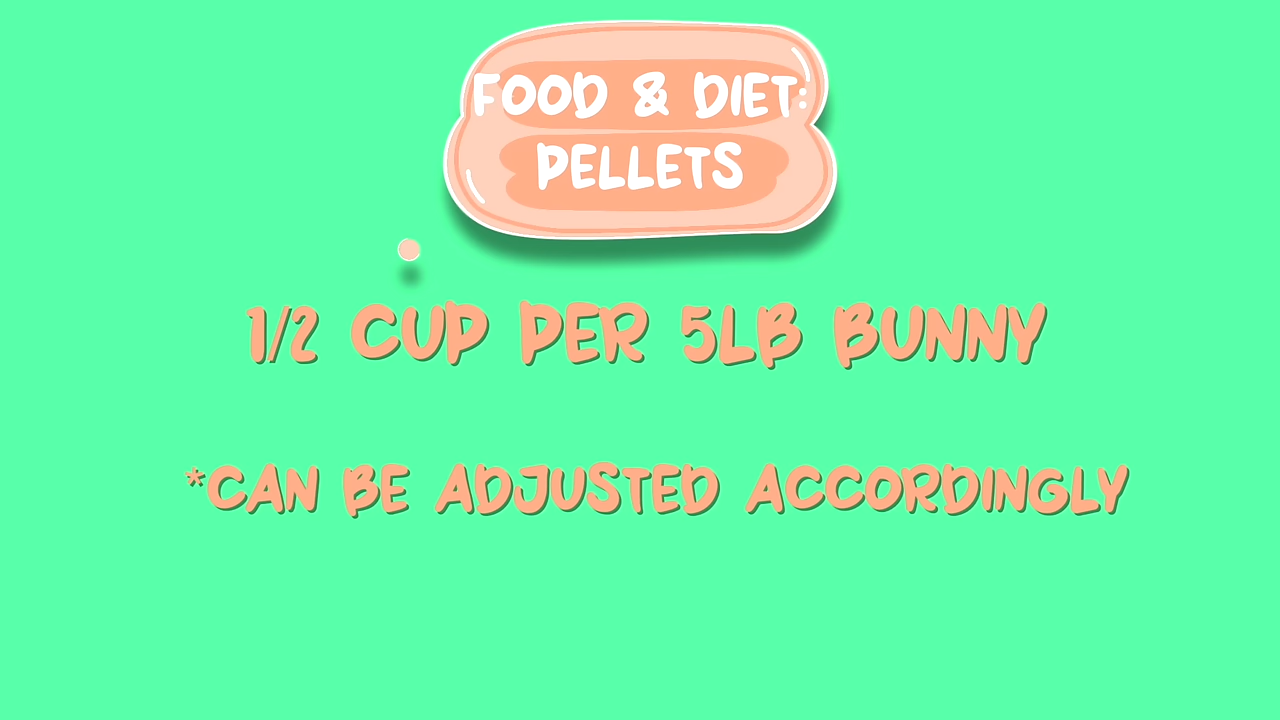 FOOD & DIET:
PELLETS
1/2 CUP PER 5LB BUNNY
*CAN BE ADJUSTED ACCORDINGLY